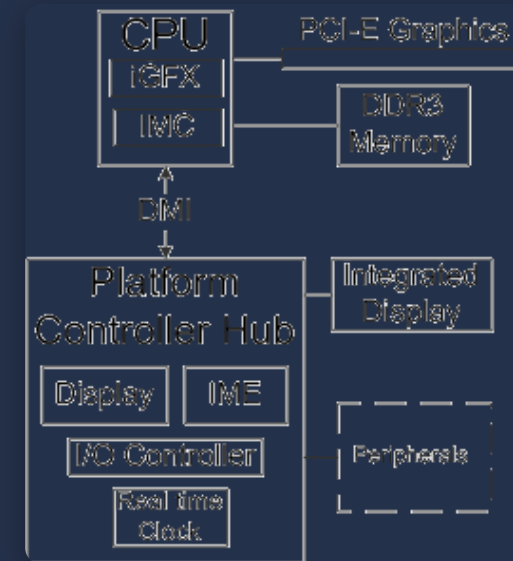 CPU
iGFX
IMC
PCI-E Graphics
DDR3
Memory
DMI
Platform
Controller Hub
Integrated
Display
Display
IME
I/O Controller
Peripherals
Real time
Clock